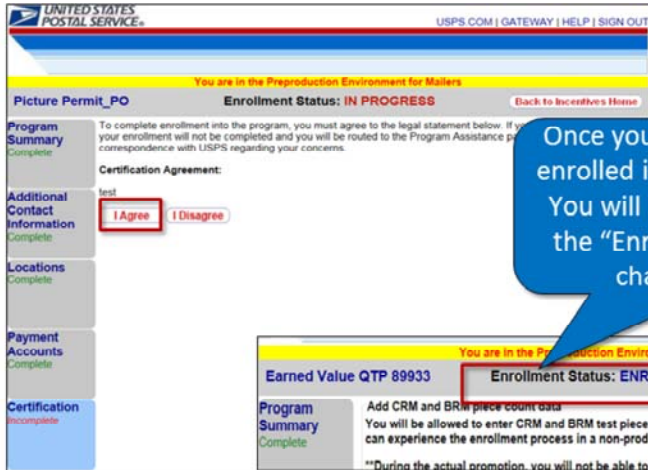 UNITED STATES
POSTAL SERVICE®
USPS.COM | GATEWAY | HELP | SIGN OUT
You are in the Preproduction Environment for Mailers
Picture Permit_PO
Enrollment Status: IN PROGRESS
Back to Incentives Home
Program Summary
Complete
To complete enrollment into the program, you must agree to the legal statement below. If
your enrollment will not be completed and you will be routed to the Program Assistance
correspondence with USPS regarding your concerns.
Certification Agreement:
test
I Agree
I Disagree
Additional
Contact
Information
Complete
Locations
Complete
Payment
Accounts
Complete
Certification
Incomplete
Once you
enrolled
You will
the "Enr
cha
You are in the Preproduction Enviro
Earned Value QTP 89933
Enrollment Status: ENR
Program
Summary
Complete
Add CRM and BRM piece count data
You will be allowed to enter CRM and BRM test piece
can experience the enrollment process in a non-prod
**During the actual promotion, you will not be able to